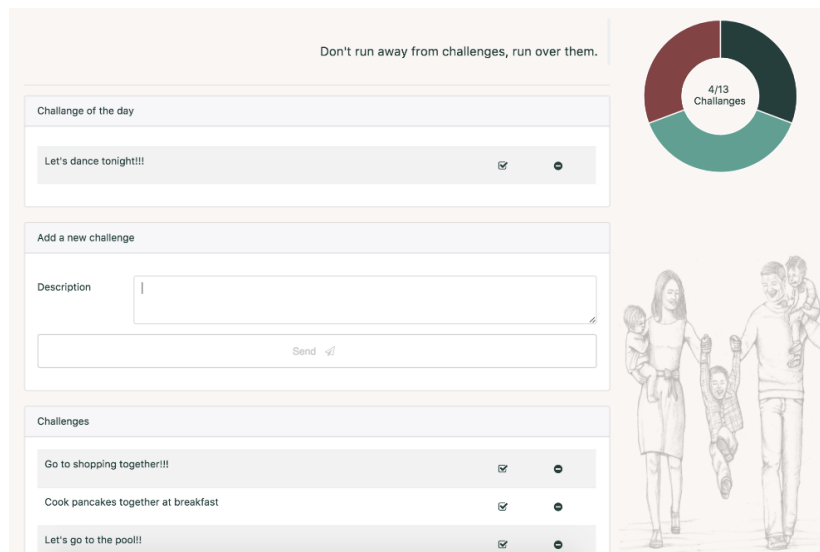 Don't run away from challenges, run over them.
4/13
Challanges
Challange of the day
Let's dance tonight!!!
Add a new challenge
Description
Send
Challenges
Go to shopping together!!!
Cook pancakes together at breakfast
Let's go to the pool!!